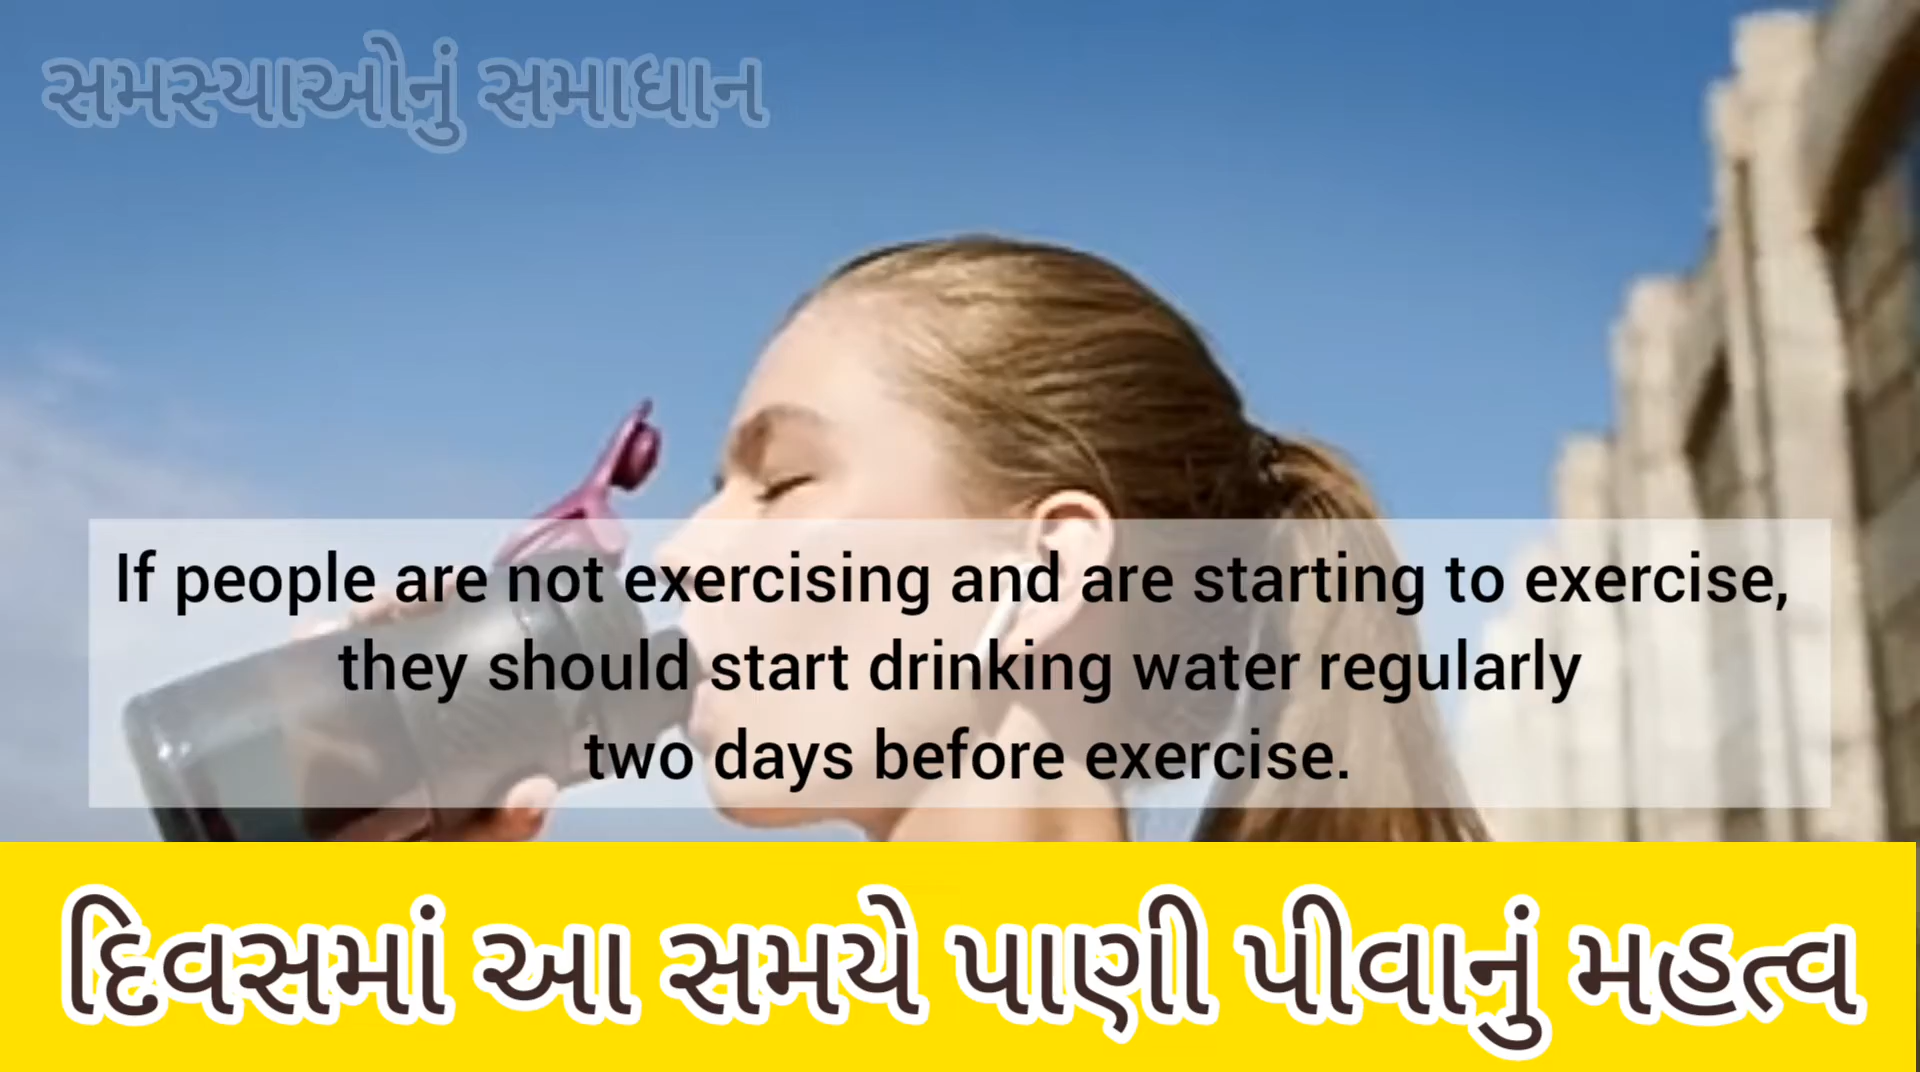 સમસ્યાઓનું સમાધાન
If people are not exercising and are starting to exercise,
they should start drinking water regularly
two days before exercise.
દિવસમાં આ સમયે પાણી પીવાનું મહત્વ